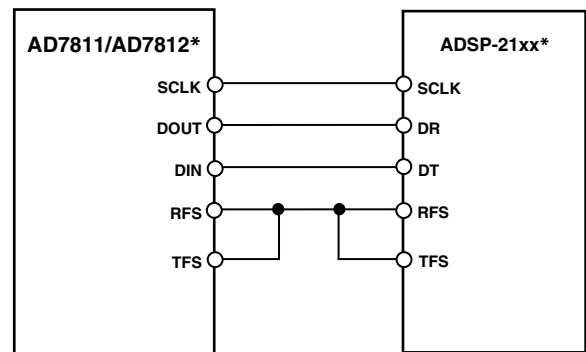 AD7811/AD7812* ADSP-21xx*
SCLK SCLK
DOUT DR
DIN DT
RFS RFS
TFS TFS